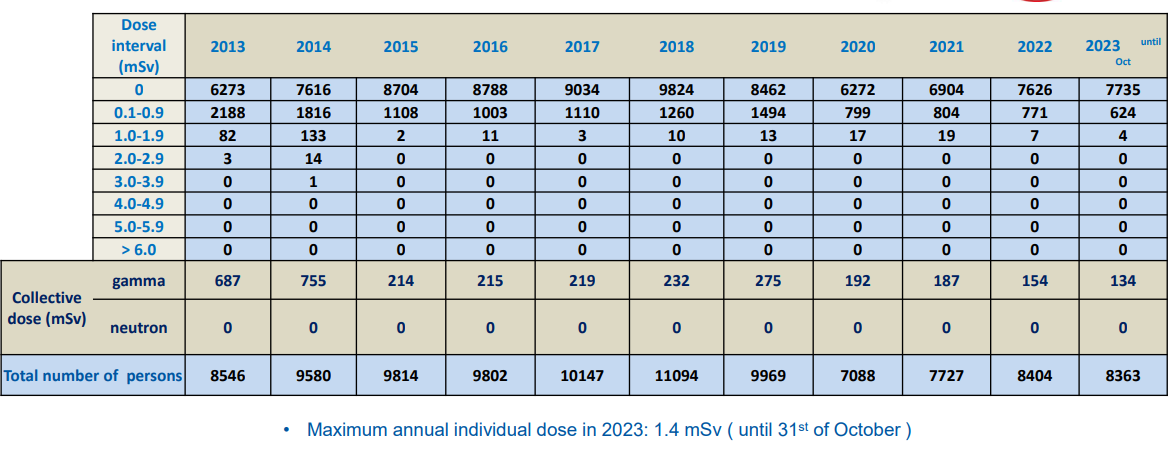 Dose interval (mSv) 2013 2014 2015 2016 2017 2018 2019 2020 2021 2022 2023 until Oct
0 6273 7616 8704 8788 9034 9824 8462 6272 6904 7626 7735
0.1-0.9 2188 1816 1108 1003 1110 1260 1494 799 804 771 624
1.0-1.9 82 133 2 11 3 10 13 17 19 7 4
2.0-2.9 3 14 0 0 0 0 0 0 0 0 0
3.0-3.9 0 1 0 0 0 0 0 0 0 0 0
4.0-4.9 0 0 0 0 0 0 0 0 0 0 0
5.0-5.9 0 0 0 0 0 0 0 0 0 0 0
> 6.0 0 0 0 0 0 0 0 0 0 0 0
Collective dose (mSv)
gamma 687 755 214 215 219 232 275 192 187 154 134
neutron 0 0 0 0 0 0 0 0 0 0 0
Total number of persons 8546 9580 9814 9802 10147 11094 9969 7088 7727 8404 8363
• Maximum annual individual dose in 2023: 1.4 mSv ( until 31st of October )